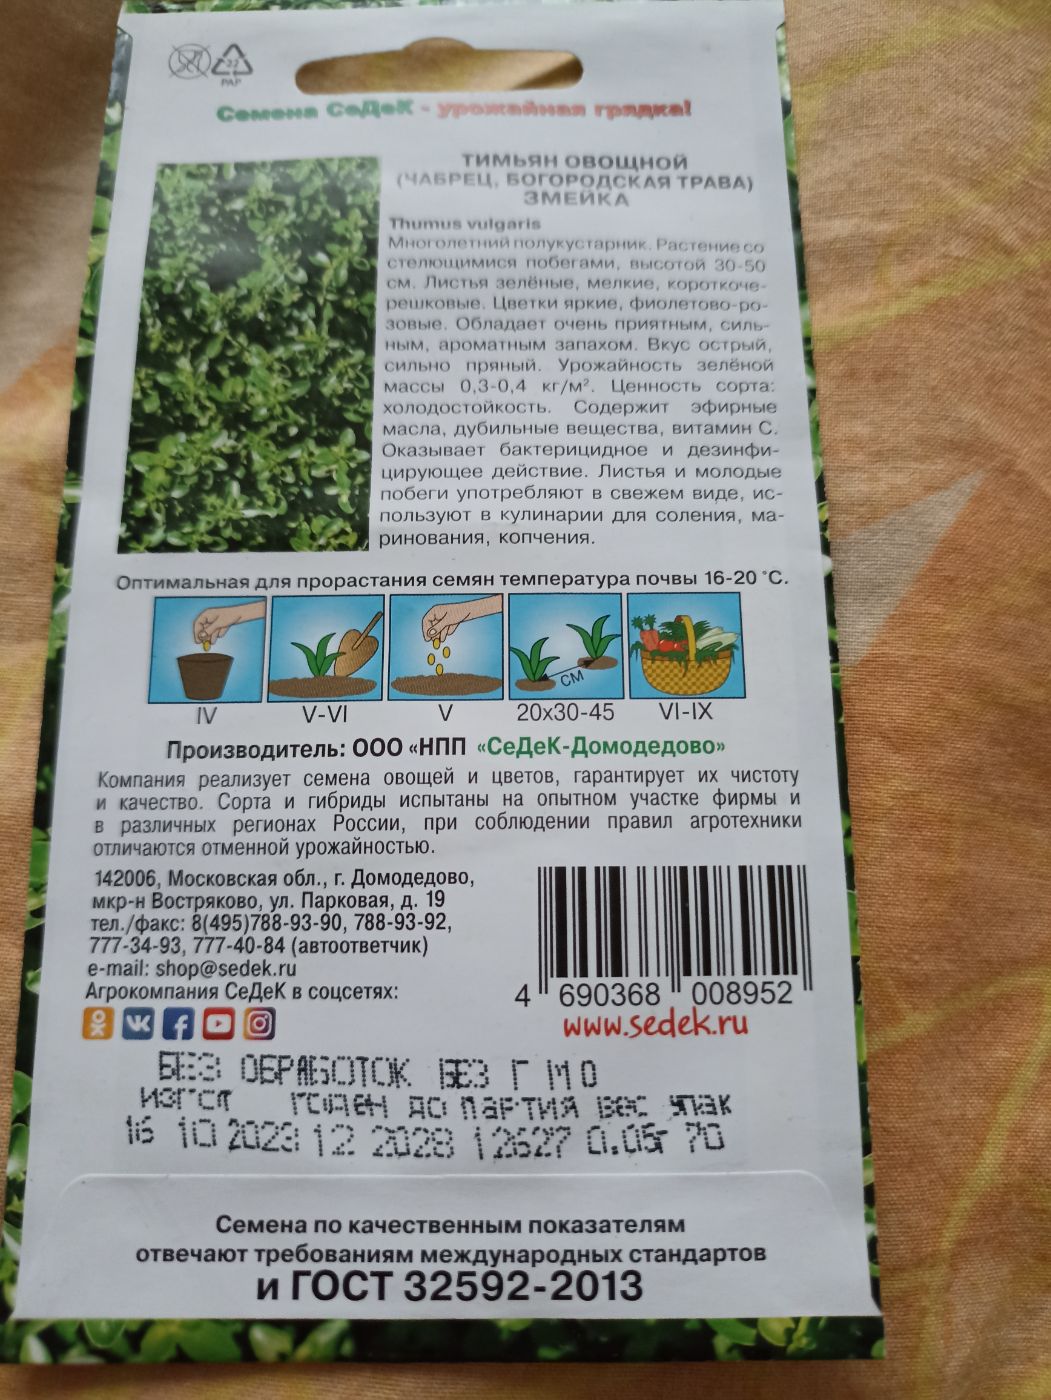 22
PAP
Семена СеДеК - урожайная грядка!
ТИМЬЯН ОВОЩНОЙ
(ЧАБРЕЦ, БОГОРОДСКАЯ ТРАВА)
ЗМЕЙКА
Thumus vulgaris
Многолетний полукустарник. Растение со
стелющимися побегами, высотой 30-50
см. Листья зелёные, мелкие, короткоче-
решковые. Цветки яркие, фиолетово-ро-
зовые. Обладает очень приятным, силь-
ным, ароматным запахом. Вкус острый,
сильно пряный. Урожайность зелёной
массы 0,3-0,4 кг/м². Ценность сорта:
холодостойкость. Содержит эфирные
масла, дубильные вещества, витамин С.
Оказывает бактерицидное и дезинфи-
цирующее действие. Листья и молодые
побеги употребляют в свежем виде, ис-
пользуют в кулинарии для соления, ма-
ринования, копчения.
Оптимальная для прорастания семян температура почвы 16-20 °С.
СМ
IV V-VI V 20x30-45 VI-IX
Производитель: ООО «НПП «СеДеК-Домодедово»
Компания реализует семена овощей и цветов, гарантирует их чистоту
и качество. Сорта и гибриды испытаны на опытном участке фирмы и
в различных регионах России, при соблюдении правил агротехники
отличаются отменной урожайностью.
142006, Московская обл., г. Домодедово,
мкр-н Востряково, ул. Парковая, д. 19
тел./факс: 8(495)788-93-90, 788-93-92,
777-34-93, 777-40-84 (автоответчик)
e-mail: shop@sedek.ru
Агрокомпания СеДеК в соцсетях:
4 690368 008952
www.sedek.ru
БЕЗ ОБРАБОТОК БЕЗ ГМО
изгот годен до партия вес упак
16 10 2023 12 2028 12627 0.05г 70
Семена по качественным показателям
отвечают требованиям международных стандартов
и ГОСТ 32592-2013